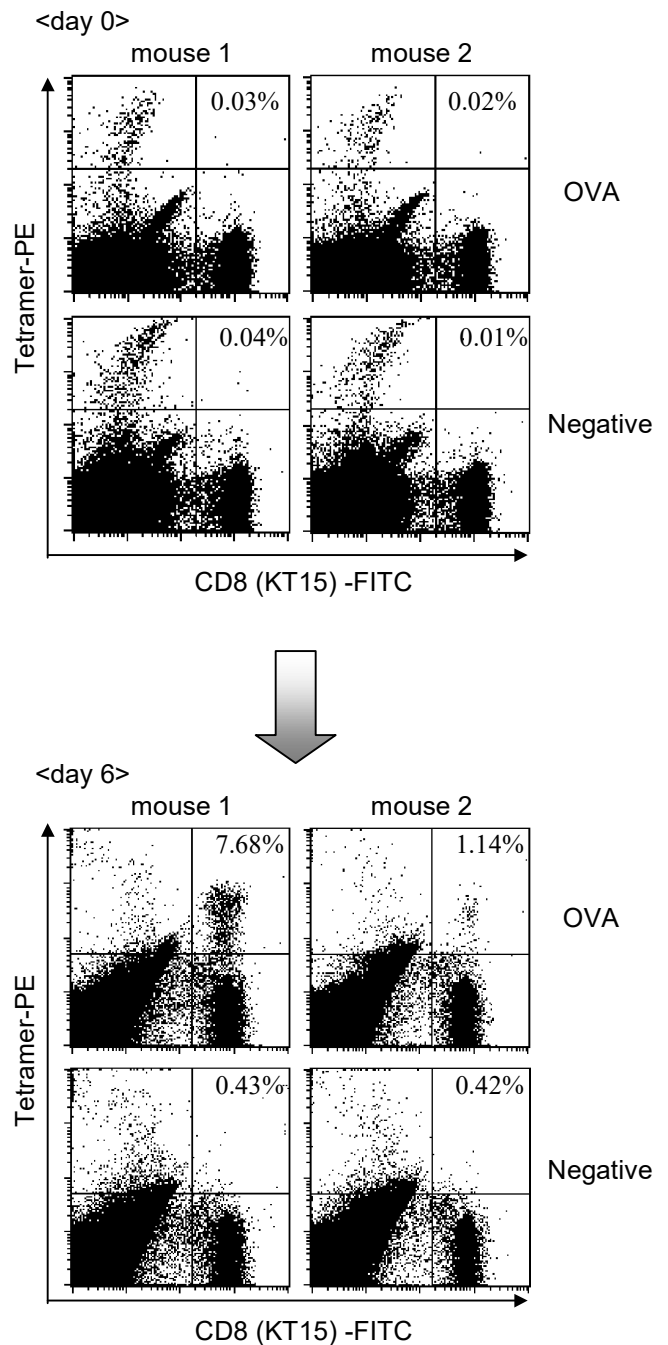 <day 0>
mouse 1 mouse 2
0.03% 0.02%
OVA
0.04% 0.01%
Negative
Tetramer-PE
CD8 (KT15) -FITC
<day 6>
mouse 1 mouse 2
7.68% 1.14%
OVA
0.43% 0.42%
Negative
Tetramer-PE
CD8 (KT15) -FITC